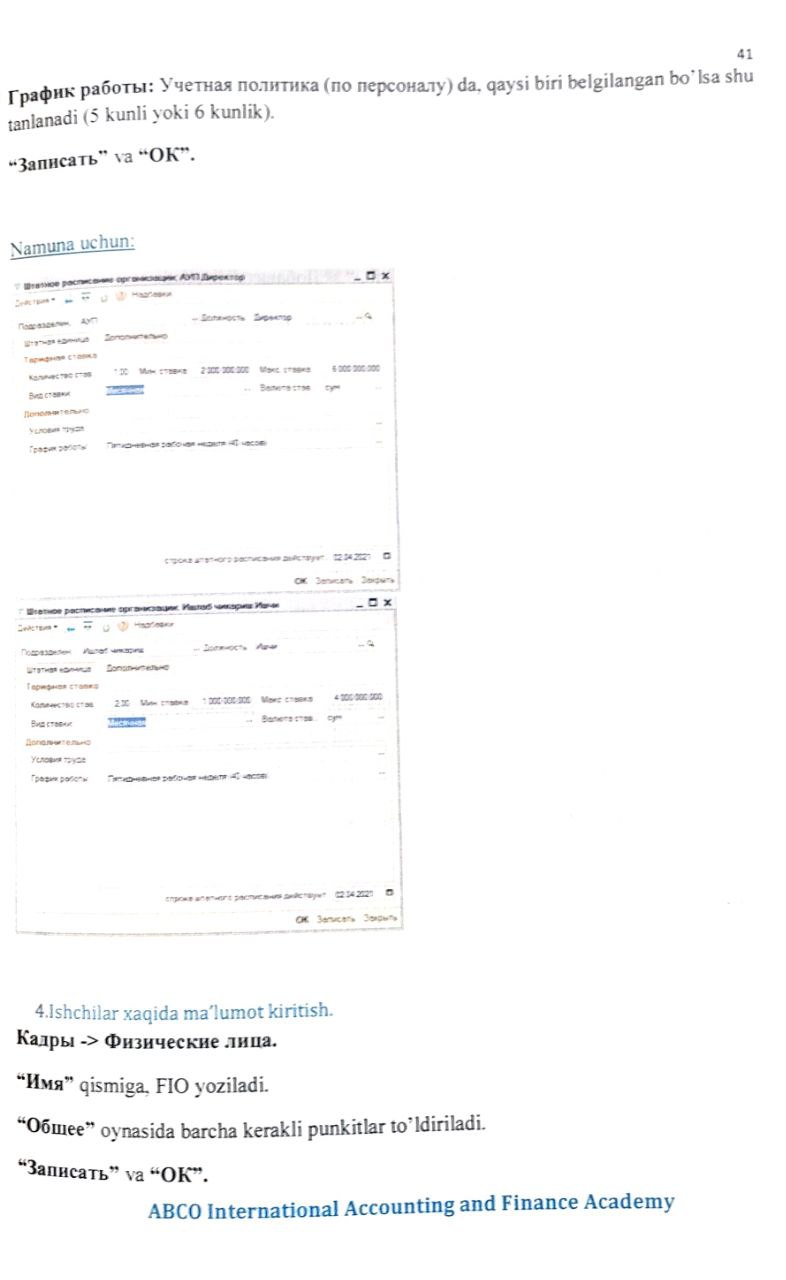 41
График работы: Учетная политика (по персоналу) da, qaysi biri belgilangan bo’lsa shu
tanlanadi (5 kunli yoki 6 kunlik).
“Записать” va “OK”.
Namuna uchun:
Штатное расписание организации: АУП Директор
Действия Надбавки
Подразделен. АУП ... Должность Директор
Штатная единица Дополнительно
Тарифная ставка
Количество став 1.00 Мин. ставка 2 000 000.000 Макс. ставка 6 000 000.000
Вид ставки: Месячная ... Валюта став сум
Дополнительно
Условия труда
График работы: Пятидневная рабочая неделя (40 часов)
строка штатного расписания действует 02.04.2021
OK Записать Закрыть
Штатное расписание организации: Ишлаб чикариш Ишчи
Действия Надбавки
Подразделен. Ишлаб чикариш ... Должность Ишчи
Штатная единица Дополнительно
Тарифная ставка
Количество став 2.00 Мин. ставка 1 000 000.000 Макс. ставка 4 000 000.000
Вид ставки: Месячная ... Валюта став. сум
Дополнительно
Условия труда
График работы: Пятидневная рабочая неделя (40 часов)
строка штатного расписания действует 02.04.2021
OK Записать Закрыть
4.Ishchilar xaqida ma’lumot kiritish.
Кадры -> Физические лица.
“Имя” qismiga, FIO yoziladi.
“Общее” oynasida barcha kerakli punkitlar to’ldiriladi.
“Записать” va “OK”.
ABCO International Accounting and Finance Academy